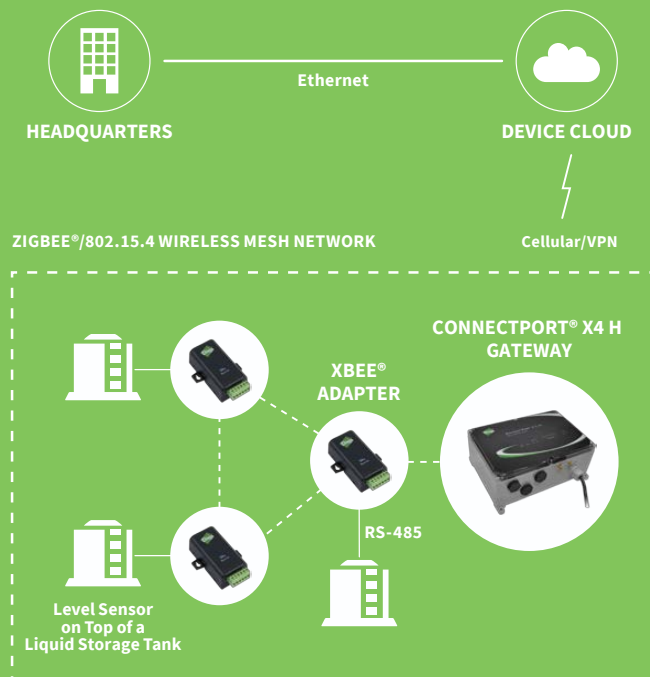 Ethernet
HEADQUARTERS
DEVICE CLOUD
ZIGBEE®/802.15.4 WIRELESS MESH NETWORK
Cellular/VPN
CONNECTPORT® X4 H
GATEWAY
XBEE®
ADAPTER
RS-485
Level Sensor
on Top of a
Liquid Storage Tank